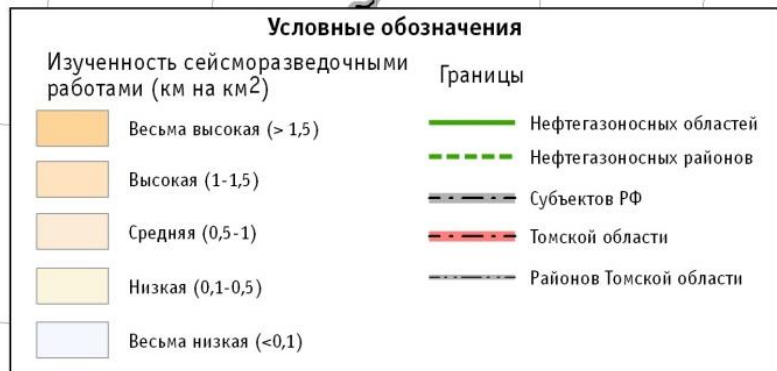 Условные обозначения
Изученность сейсморазведочными
работами (км на км2)
Весьма высокая (> 1,5)
Высокая (1-1,5)
Средняя (0,5-1)
Низкая (0,1-0,5)
Весьма низкая (<0,1)
Границы
Нефтегазоносных областей
Нефтегазоносных районов
Субъектов РФ
Томской области
Районов Томской области